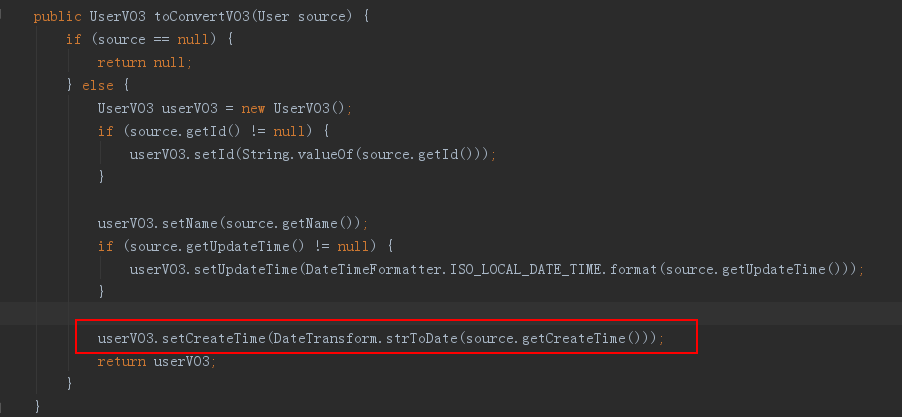 public UserVO3 toConvertVO3(User source) {
if (source == null) {
return null;
} else {
UserVO3 userVO3 = new UserVO3();
if (source.getId() != null) {
userVO3.setId(String.valueOf(source.getId()));
}
userVO3.setName(source.getName());
if (source.getUpdateTime() != null) {
userVO3.setUpdateTime(DateTimeFormatter.ISO_LOCAL_DATE_TIME.format(source.getUpdateTime()));
}
userVO3.setCreateTime(DateTransform.strToDate(source.getCreateTime()));
return userVO3;
}
}